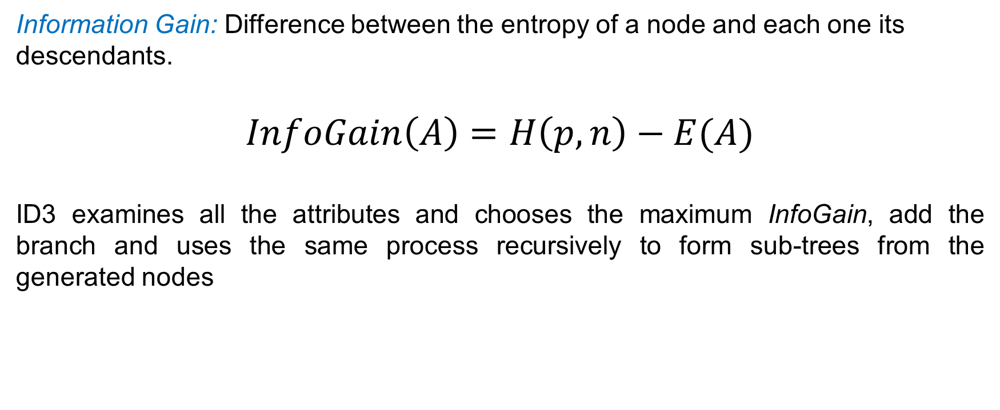 Information Gain: Difference between the entropy of a node and each one its
descendants.
InfoGain(A) = H(p, n) − E(A)
ID3 examines all the attributes and chooses the maximum InfoGain, add the
branch and uses the same process recursively to form sub-trees from the
generated nodes